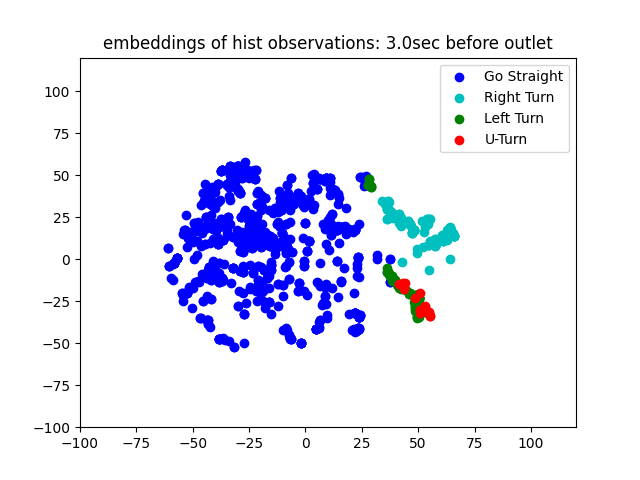 embeddings of hist observations: 3.0sec before outlet
Go Straight
Right Turn
Left Turn
U-Turn
100
75
50
25
0
−25
−50
−75
−100
−100 −75 −50 −25 0 25 50 75 100